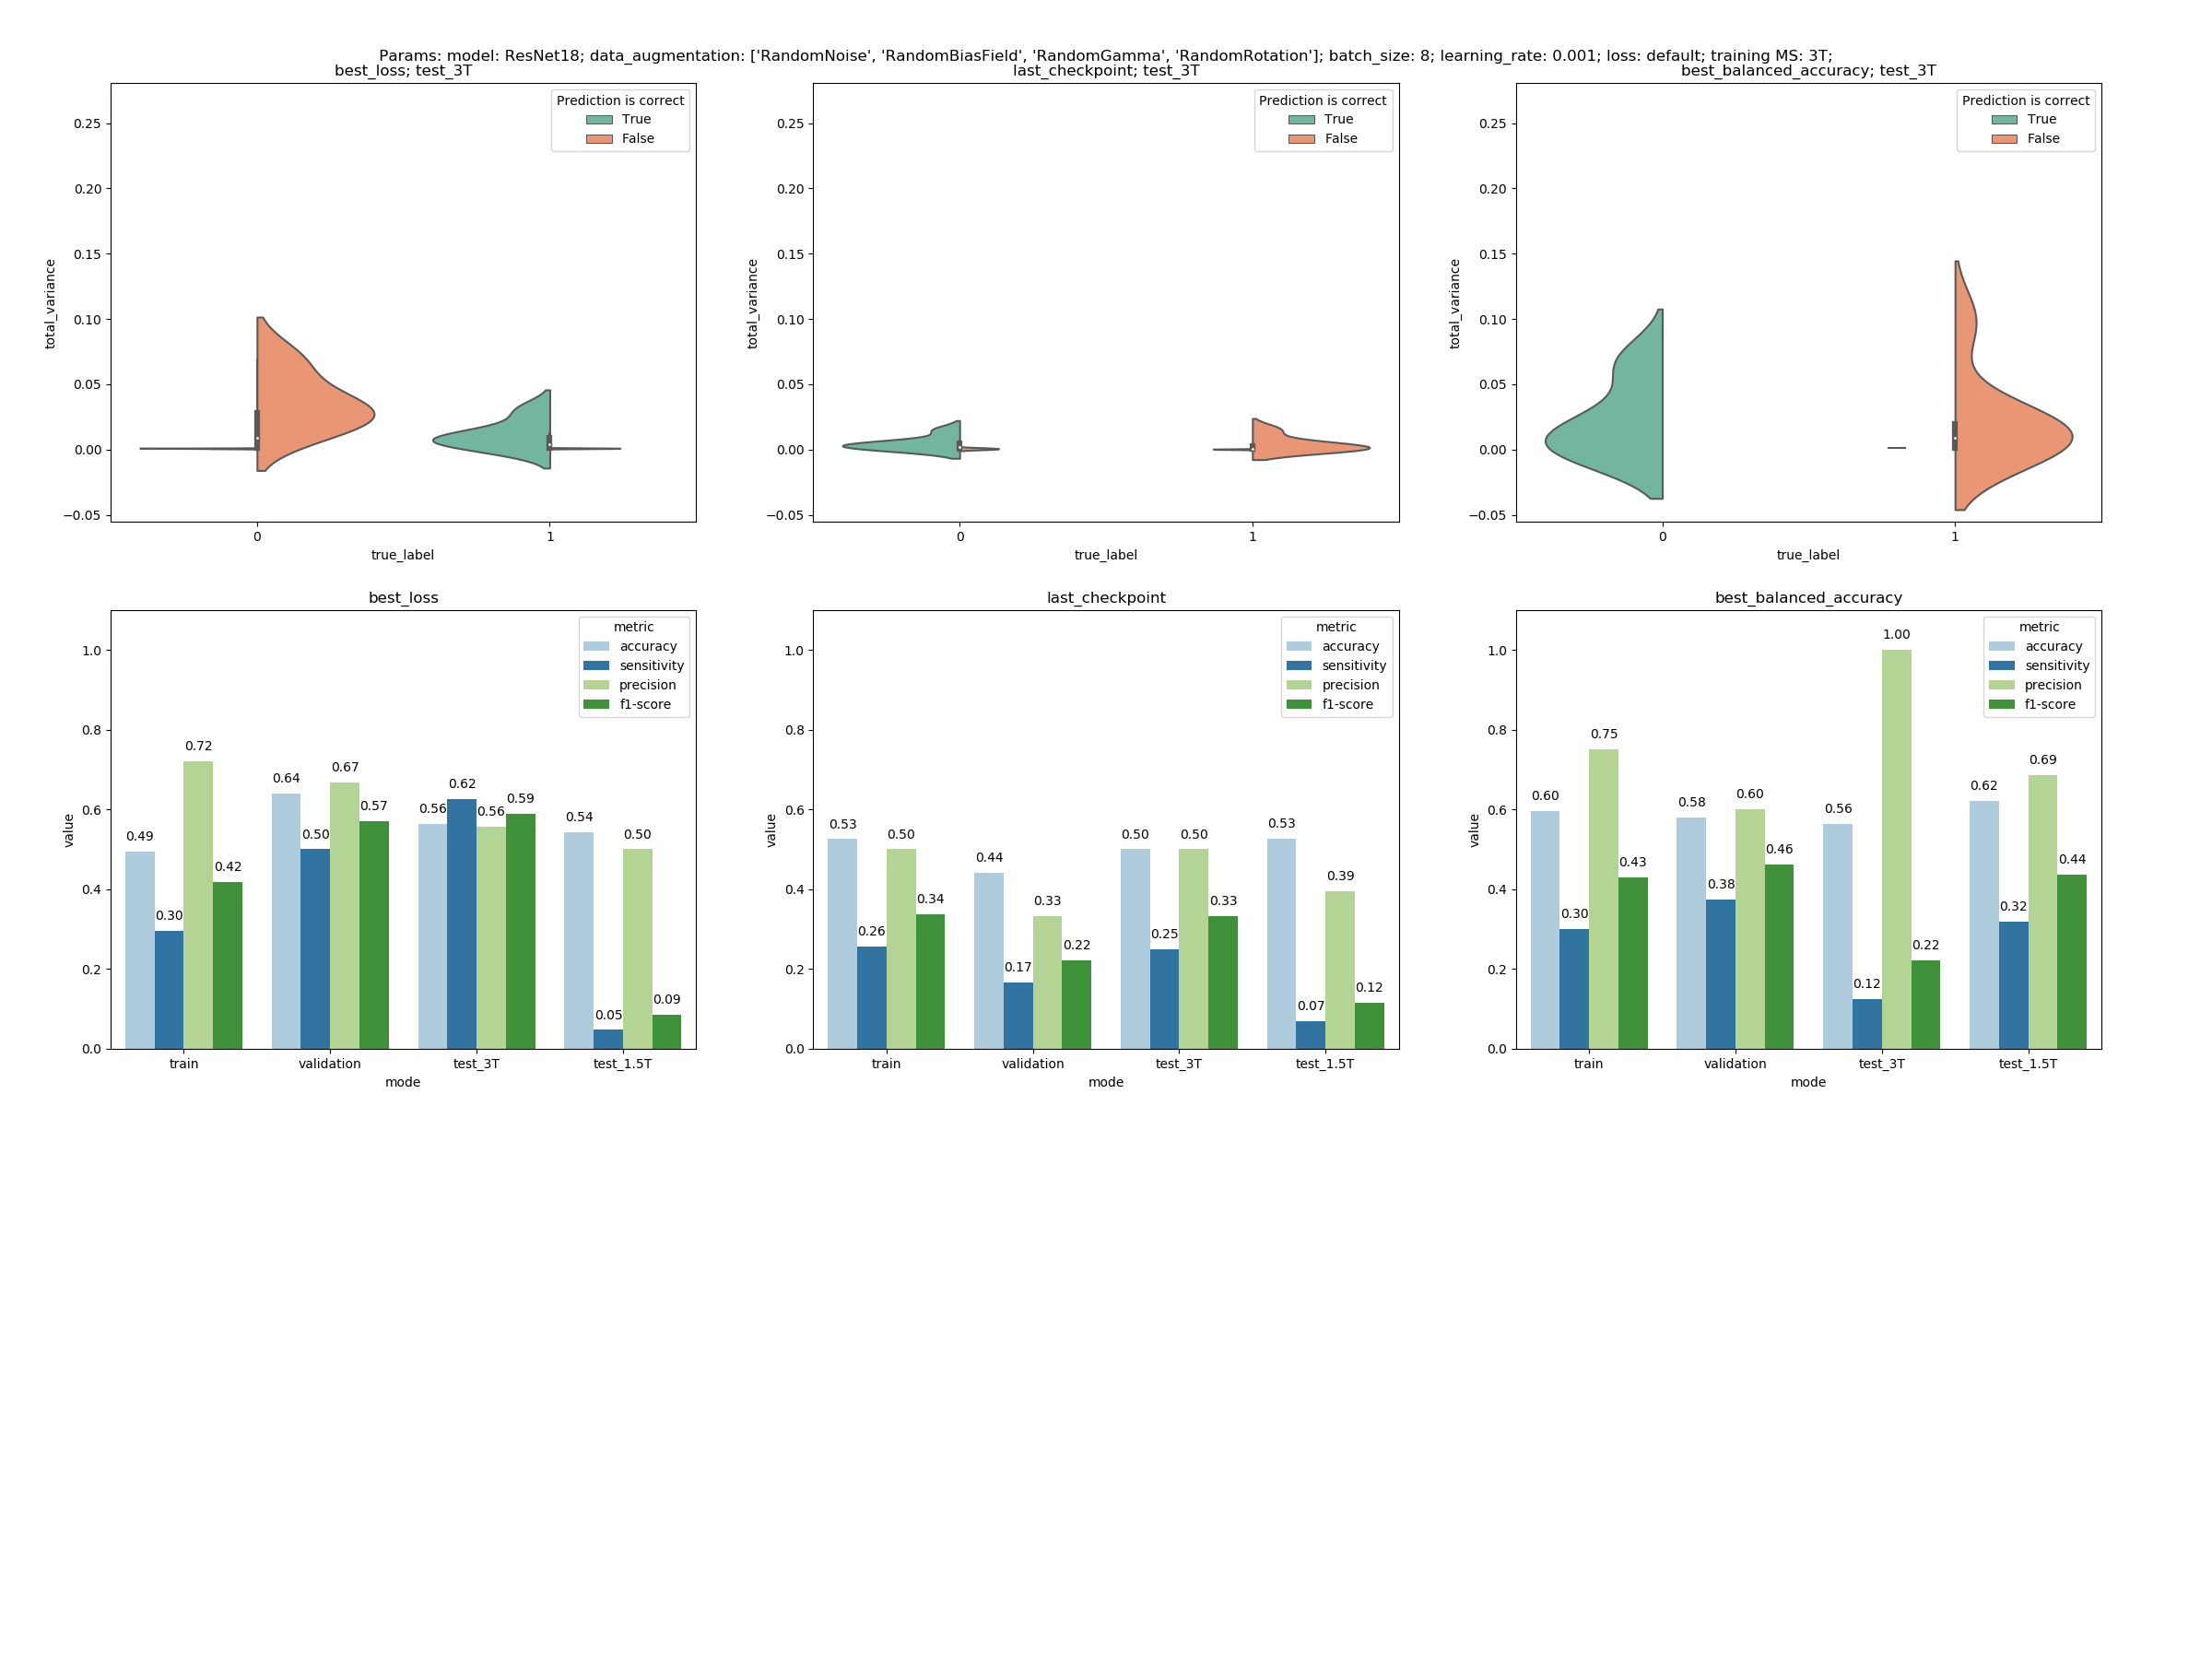 Params: model: ResNet18; data_augmentation: ['RandomNoise', 'RandomBiasField', 'RandomGamma', 'RandomRotation']; batch_size: 8; learning_rate: 0.001; loss: default; training MS: 3T;
best_loss; test_3T
Prediction is correct
True
False
0.25
0.20
0.15
0.10
0.05
0.00
−0.05
total_variance
0 1
true_label
last_checkpoint; test_3T
Prediction is correct
True
False
0.25
0.20
0.15
0.10
0.05
0.00
−0.05
total_variance
0 1
true_label
best_balanced_accuracy; test_3T
Prediction is correct
True
False
0.25
0.20
0.15
0.10
0.05
0.00
−0.05
total_variance
0 1
true_label
best_loss
metric
accuracy
sensitivity
precision
f1-score
1.0
0.8
0.6
0.4
0.2
0.0
value
0.49 0.30 0.72 0.42
0.64 0.50 0.67 0.57
0.56 0.62 0.56 0.59
0.54 0.05 0.50 0.09
train validation test_3T test_1.5T
mode
last_checkpoint
metric
accuracy
sensitivity
precision
f1-score
1.0
0.8
0.6
0.4
0.2
0.0
value
0.53 0.26 0.50 0.34
0.44 0.17 0.33 0.22
0.50 0.25 0.50 0.33
0.53 0.07 0.39 0.12
train validation test_3T test_1.5T
mode
best_balanced_accuracy
metric
accuracy
sensitivity
precision
f1-score
1.0
0.8
0.6
0.4
0.2
0.0
value
0.60 0.30 0.75 0.43
0.58 0.38 0.60 0.46
0.56 0.12 1.00 0.22
0.62 0.32 0.69 0.44
train validation test_3T test_1.5T
mode